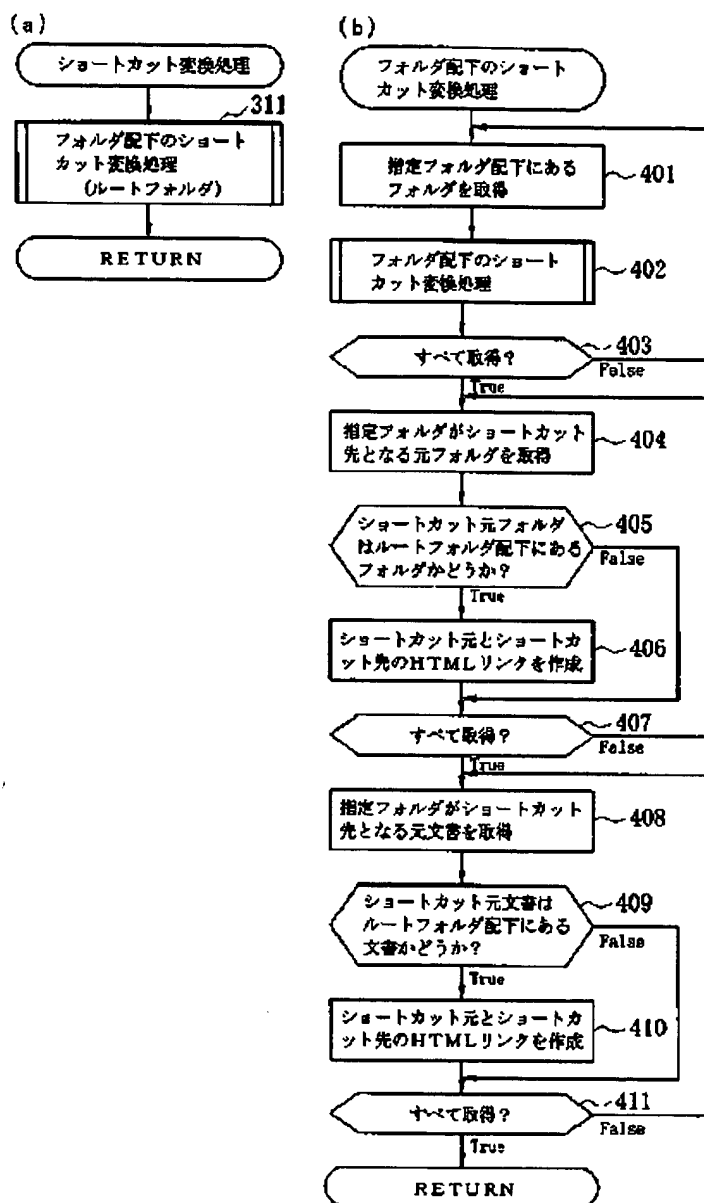 (a)
ショートカット変換処理
311
フォルダ配下のショート
カット変換処理
(ルートフォルダ)
RETURN
(b)
フォルダ配下のショート
カット変換処理
指定フォルダ配下にある
フォルダを取得
401
フォルダ配下のショート
カット変換処理
402
すべて取得?
403
False
True
指定フォルダがショートカット
先となる元フォルダを取得
404
ショートカット元フォルダ
はルートフォルダ配下にある
フォルダかどうか?
405
False
True
ショートカット元とショートカ
ット先のHTMLリンクを作成
406
すべて取得?
407
False
True
指定フォルダがショートカット
先となる元文書を取得
408
ショートカット元文書は
ルートフォルダ配下にある
文書かどうか?
409
False
True
ショートカット元とショートカ
ット先のHTMLリンクを作成
410
すべて取得?
411
False
True
RETURN